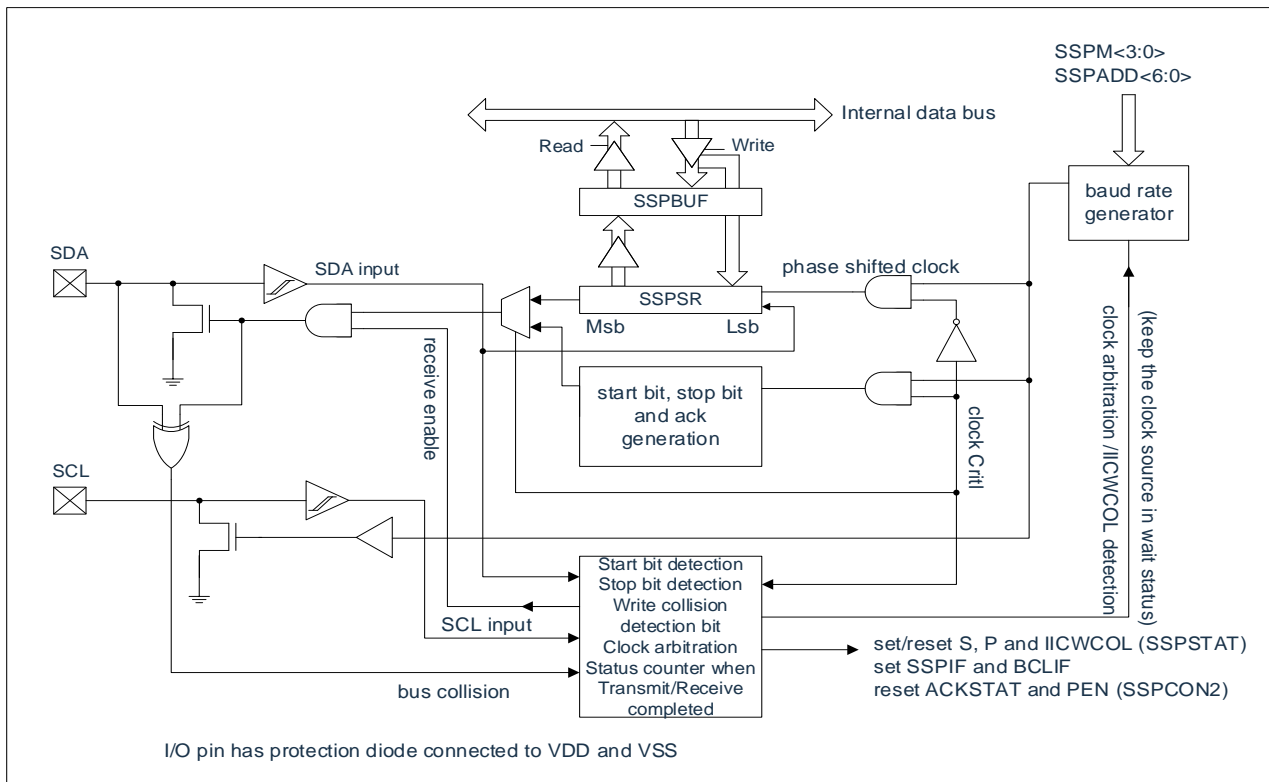 SSPM<3:0>
SSPADD<6:0>
Internal data bus
Read
Write
SSPBUF
baud rate
generator
SDA
SDA input
phase shifted clock
SSPSR
Msb
Lsb
receive enable
start bit, stop bit
and ack
generation
clock Critl
clock arbitration /IICWCOL detection
(keep the clock source in wait status)
SCL
SCL input
Start bit detection
Stop bit detection
Write collision
detection bit
Clock arbitration
Status counter when
Transmit/Receive
completed
set/reset S, P and IICWCOL (SSPSTAT)
set SSPIF and BCLIF
reset ACKSTAT and PEN (SSPCON2)
bus collision
I/O pin has protection diode connected to VDD and VSS